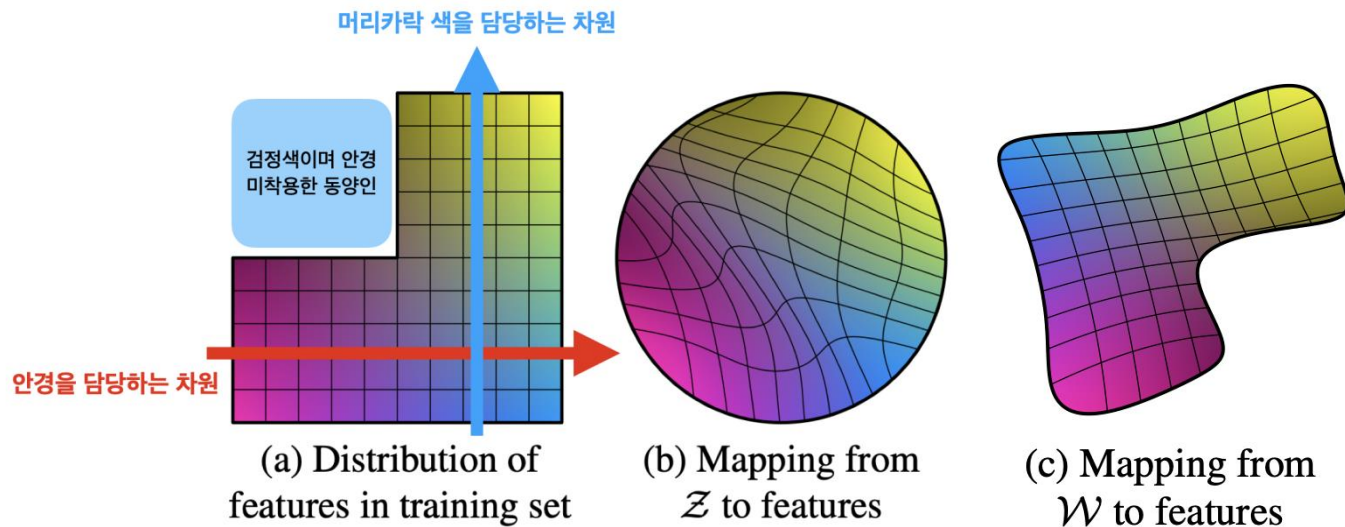 머리카락 색을 담당하는 차원
검정색이며 안경
미착용한 동양인
안경을 담당하는 차원
(a) Distribution of
features in training set
(b) Mapping from
𝒵 to features
(c) Mapping from
𝒲 to features